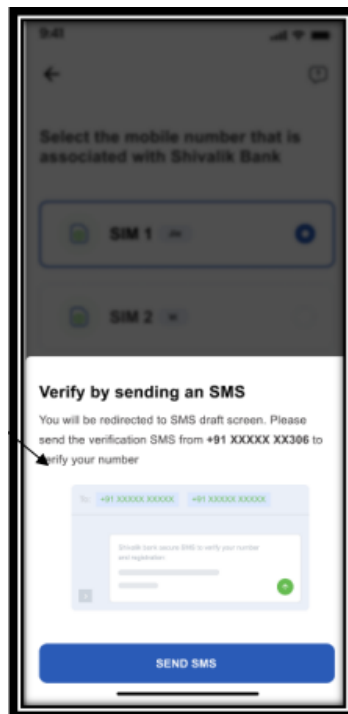 9:41
Select the mobile number that is
associated with Shivalik Bank
SIM 1
SIM 2
Verify by sending an SMS
You will be redirected to SMS draft screen. Please
send the verification SMS from +91 XXXXX XX306 to
verify your number
To +91 XXXXX XXXXX +91 XXXXX XXXXX
Shivalik bank secure SMS to verify your number
and registration
SEND SMS